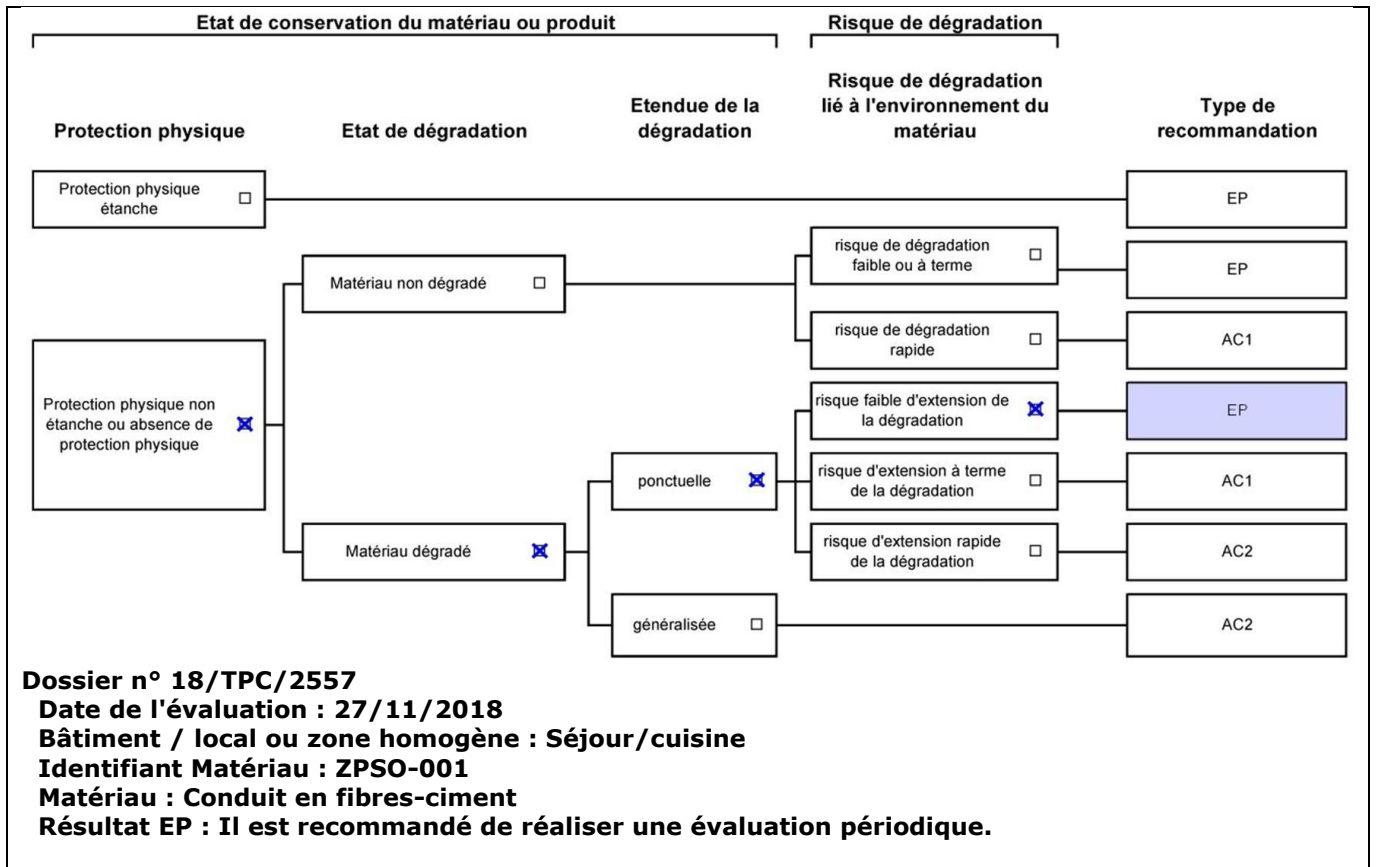 Etat de conservation du matériau ou produit
Risque de dégradation
Protection physique
Etat de dégradation
Etendue de la
dégradation
Risque de dégradation
lié à l'environnement du
matériau
Type de
recommandation
Protection physique
étanche
EP
risque de dégradation
faible ou à terme
EP
Matériau non dégradé
risque de dégradation
rapide
AC1
Protection physique non
étanche ou absence de
protection physique
risque faible d'extension de
la dégradation
EP
ponctuelle
risque d'extension à terme
de la dégradation
AC1
Matériau dégradé
risque d'extension rapide
de la dégradation
AC2
généralisée
AC2
Dossier n° 18/TPC/2557
Date de l'évaluation : 27/11/2018
Bâtiment / local ou zone homogène : Séjour/cuisine
Identifiant Matériau : ZPSO-001
Matériau : Conduit en fibres-ciment
Résultat EP : Il est recommandé de réaliser une évaluation périodique.